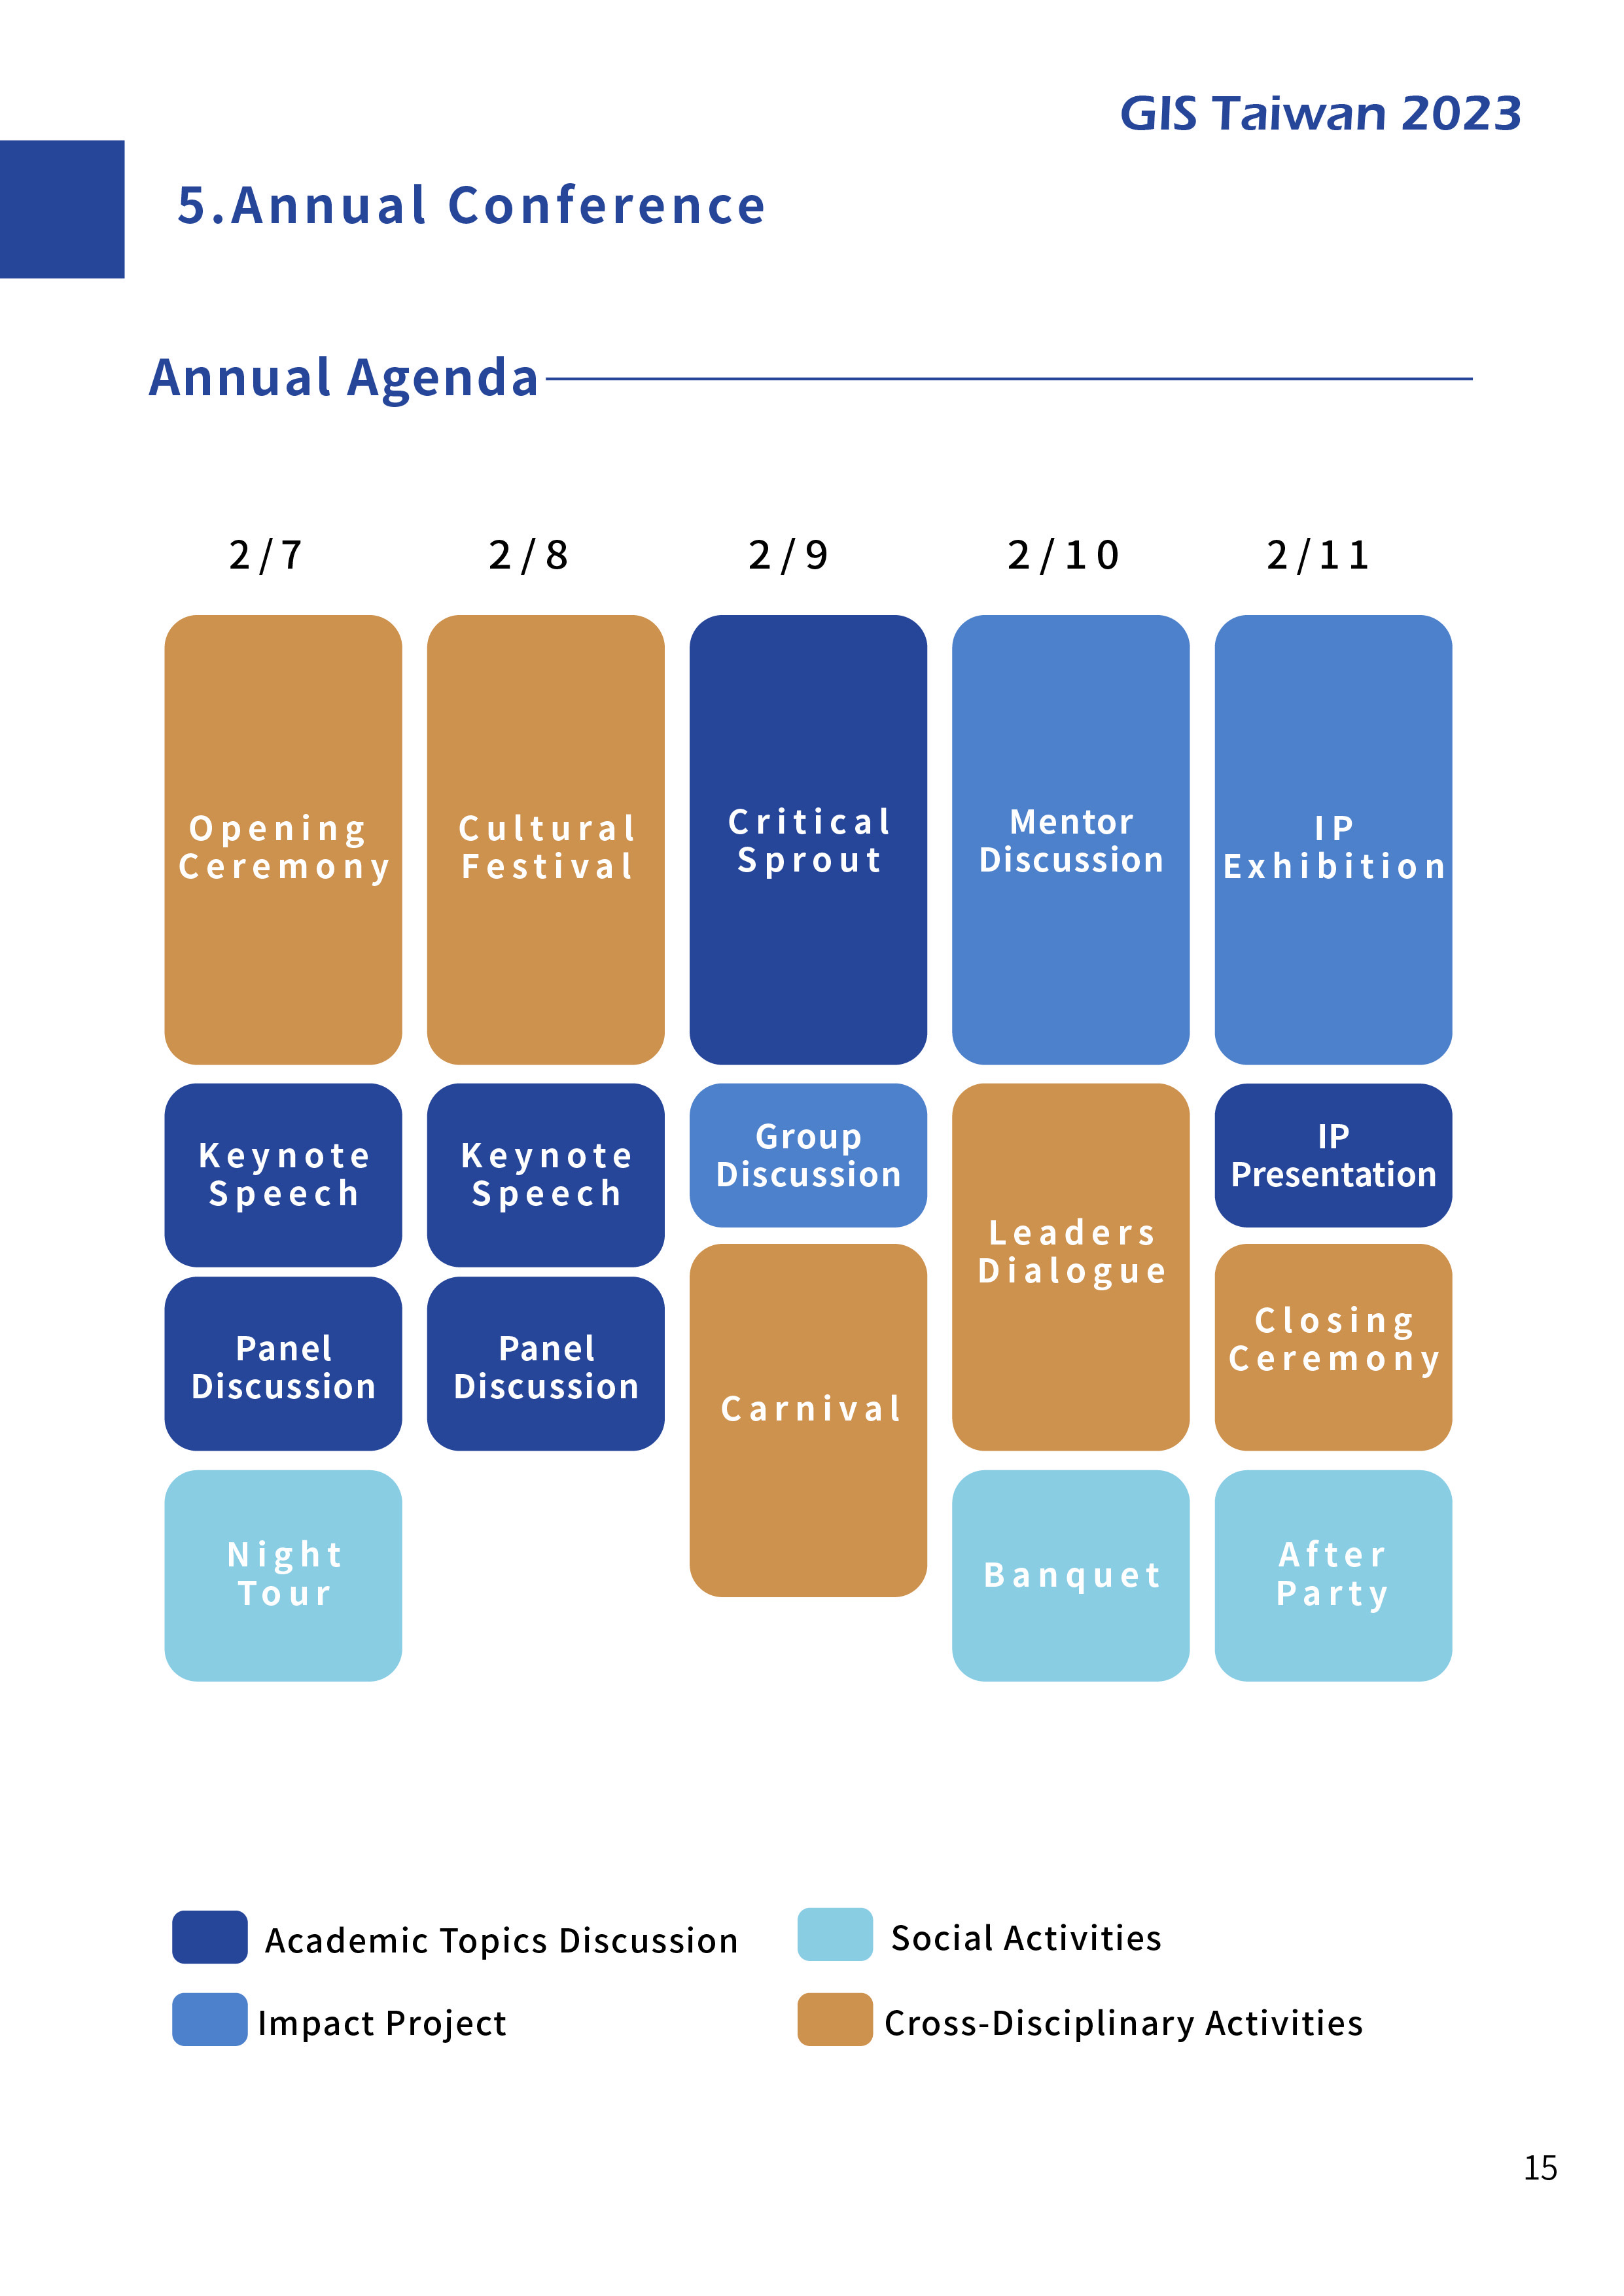 GIS Taiwan 2023
5.Annual Conference
Annual Agenda
2/7
2/8
2/9
2/10
2/11
Opening
Ceremony
Cultural
Festival
Critical
Sprout
Mentor
Discussion
IP
Exhibition
Keynote
Speech
Keynote
Speech
Group
Discussion
Leaders
Dialogue
IP
Presentation
Panel
Discussion
Panel
Discussion
Carnival
Closing
Ceremony
Night
Tour
Banquet
After
Party
Academic Topics Discussion
Social Activities
Impact Project
Cross-Disciplinary Activities
15